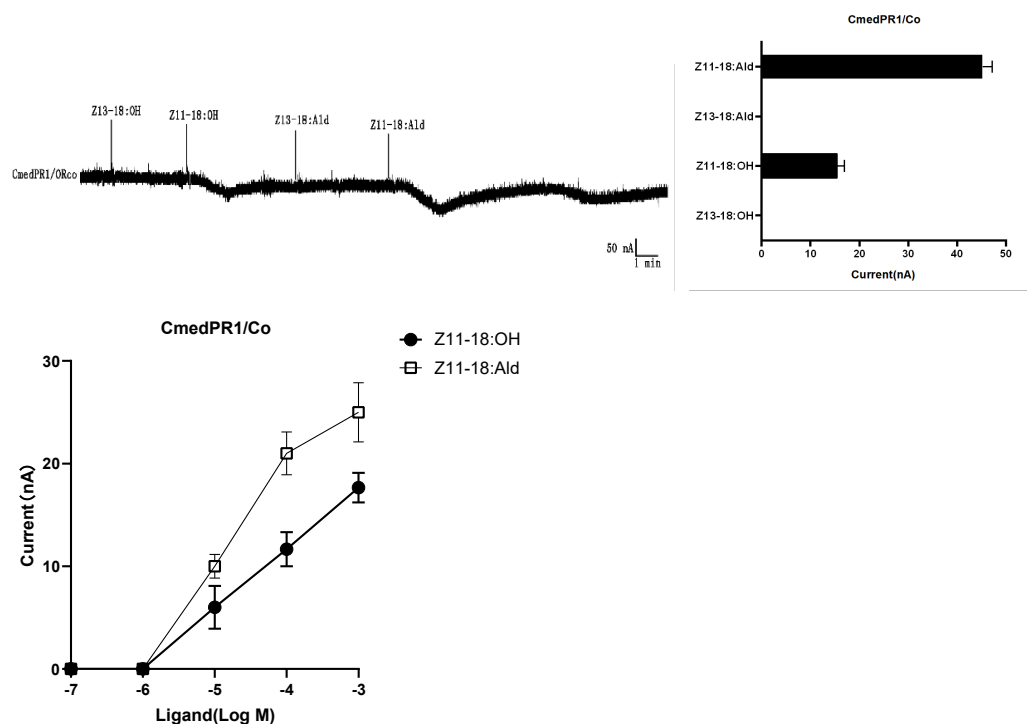 Z13-18:OH
Z11-18:OH
Z13-18:Ald
Z11-18:Ald
CmedPR1/ORco
50 nA
1 min
CmedPR1/Co
Z11-18:Ald
Z13-18:Ald
Z11-18:OH
Z13-18:OH
0 10 20 30 40 50
Current(nA)
CmedPR1/Co
Z11-18:OH
Z11-18:Ald
30
20
10
0
Current (nA)
-7 -6 -5 -4 -3
Ligand(Log M)